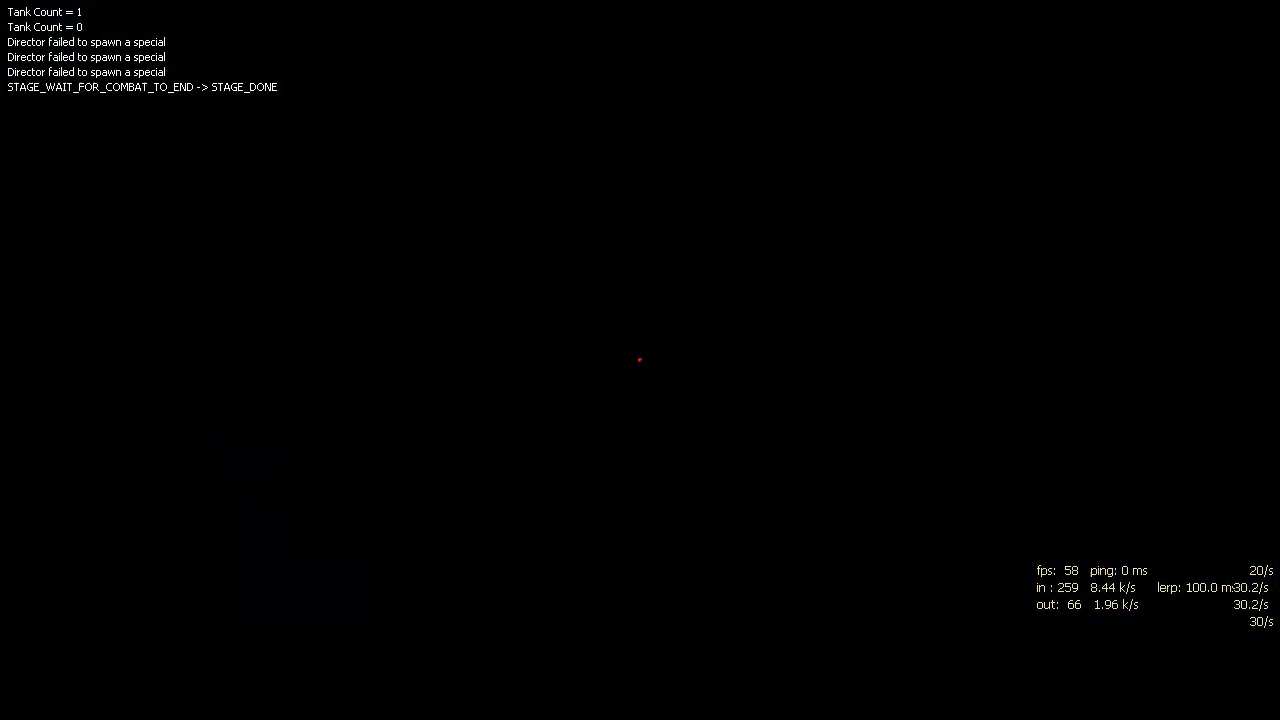 Tank Count = 1
Tank Count = 0
Director failed to spawn a special
Director failed to spawn a special
Director failed to spawn a special
STAGE_WAIT_FOR_COMBAT_TO_END -> STAGE_DONE
fps: 58 ping: 0 ms 20/s
in : 259 8.44 k/s lerp: 100.0 ms 30.2/s
out: 66 1.96 k/s 30.2/s
30/s